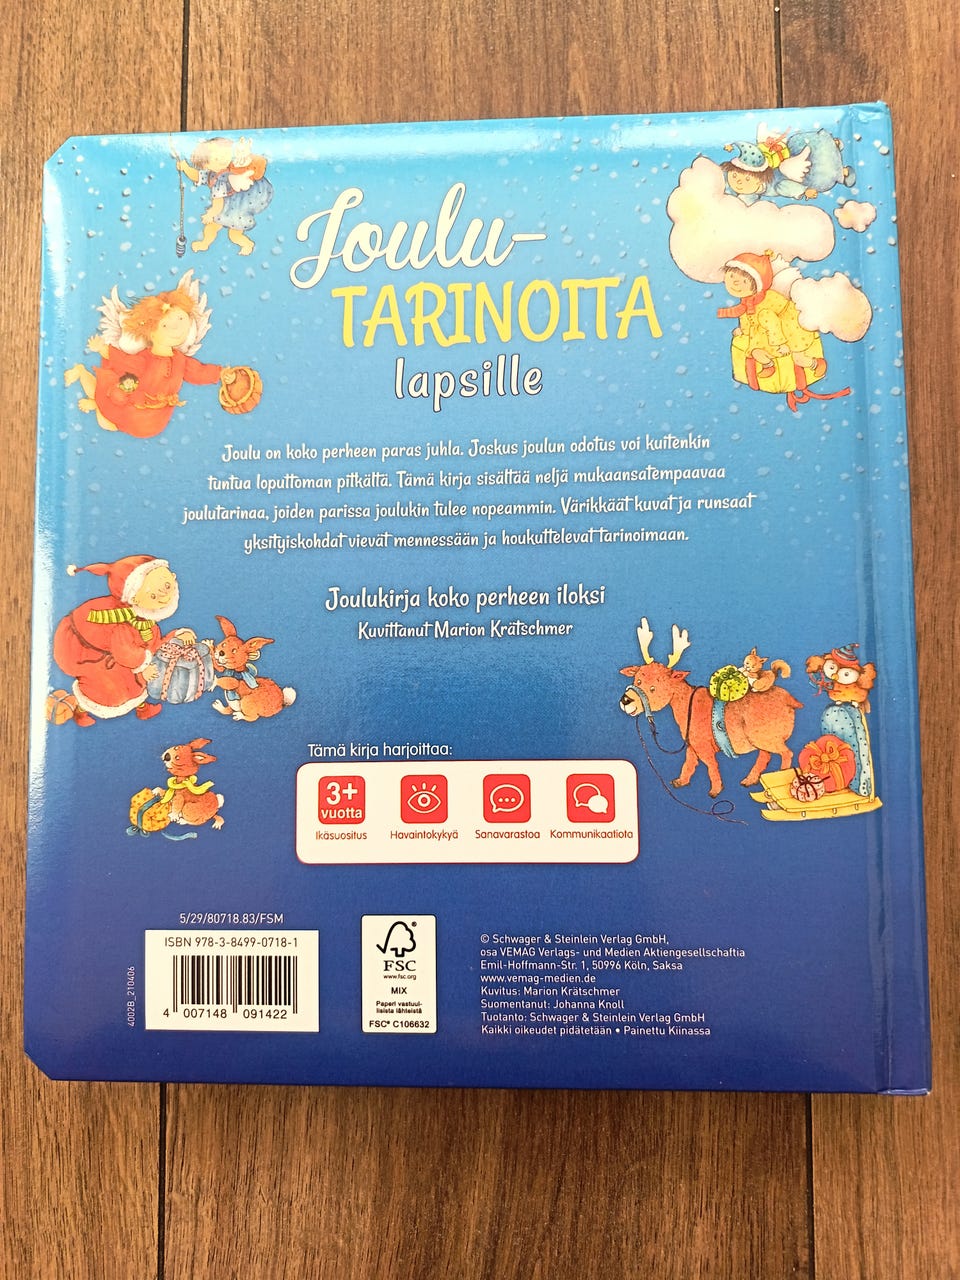 Joulu-
TARINOITA
lapsille
Joulu on koko perheen paras juhla. Joskus joulun odotus voi kuitenkin
tuntua loputtoman pitkältä. Tämä kirja sisältää neljä mukaansatempaavaa
joulutarinaa, joiden parissa joulukin tulee nopeammin. Värikkäät kuvat ja runsaat
yksityiskohdat vievät mennessään ja houkuttelevat tarinoimaan.
Joulukirja koko perheen iloksi
Kuvittanut Marion Krätschmer
Tämä kirja harjoittaa:
3+
vuotta
Ikäsuositus Havaintokykyä Sanavarastoa Kommunikaatiota
5/29/80718.83/FSM
ISBN 978-3-8499-0718-1
4 007148 091422
4002B_210406
FSC
www.fsc.org
MIX
Paperi vastuul-
lisista lähteistä
FSC® C106632
© Schwager & Steinlein Verlag GmbH,
osa VEMAG Verlags- und Medien Aktiengesellschaftia
Emil-Hoffmann-Str. 1, 50996 Köln, Saksa
www.vemag-medien.de
Kuvitus: Marion Krätschmer
Suomentanut: Johanna Knoll
Tuotanto: Schwager & Steinlein Verlag GmbH
Kaikki oikeudet pidätetään • Painettu Kiinassa